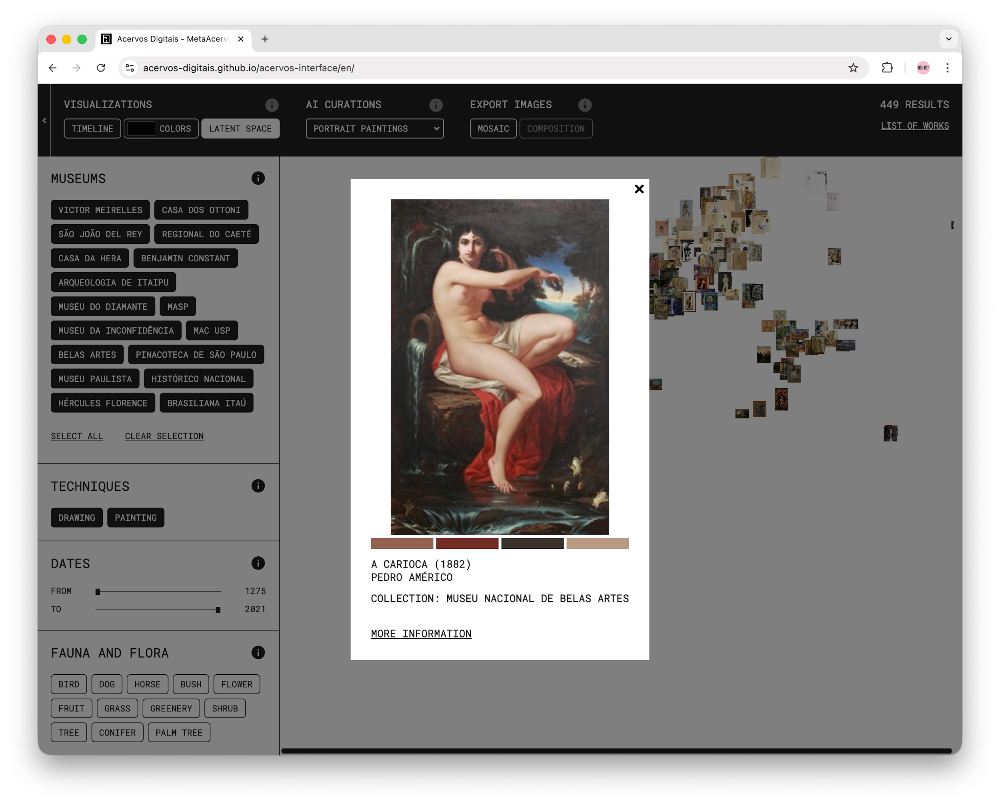 Acervos Digitais - MetaAcerv
acervos-digitais.github.io/acervos-interface/en/
VISUALIZATIONS
TIMELINE COLORS LATENT SPACE
AI CURATIONS
PORTRAIT PAINTINGS
EXPORT IMAGES
MOSAIC COMPOSITION
449 RESULTS
LIST OF WORKS
MUSEUMS
VICTOR MEIRELLES CASA DOS OTTONI
SÃO JOÃO DEL REY REGIONAL DO CAETÉ
CASA DA HERA BENJAMIN CONSTANT
ARQUEOLOGIA DE ITAIPU
MUSEU DO DIAMANTE MASP
MUSEU DA INCONFIDÊNCIA MAC USP
BELAS ARTES PINACOTECA DE SÃO PAULO
MUSEU PAULISTA HISTÓRICO NACIONAL
HÉRCULES FLORENCE BRASILIANA ITAÚ
SELECT ALL CLEAR SELECTION
TECHNIQUES
DRAWING PAINTING
DATES
FROM 1275
TO 2021
FAUNA AND FLORA
BIRD DOG HORSE BUSH FLOWER
FRUIT GRASS GREENERY SHRUB
TREE CONIFER PALM TREE
A CARIOCA (1882)
PEDRO AMÉRICO
COLLECTION: MUSEU NACIONAL DE BELAS ARTES
MORE INFORMATION